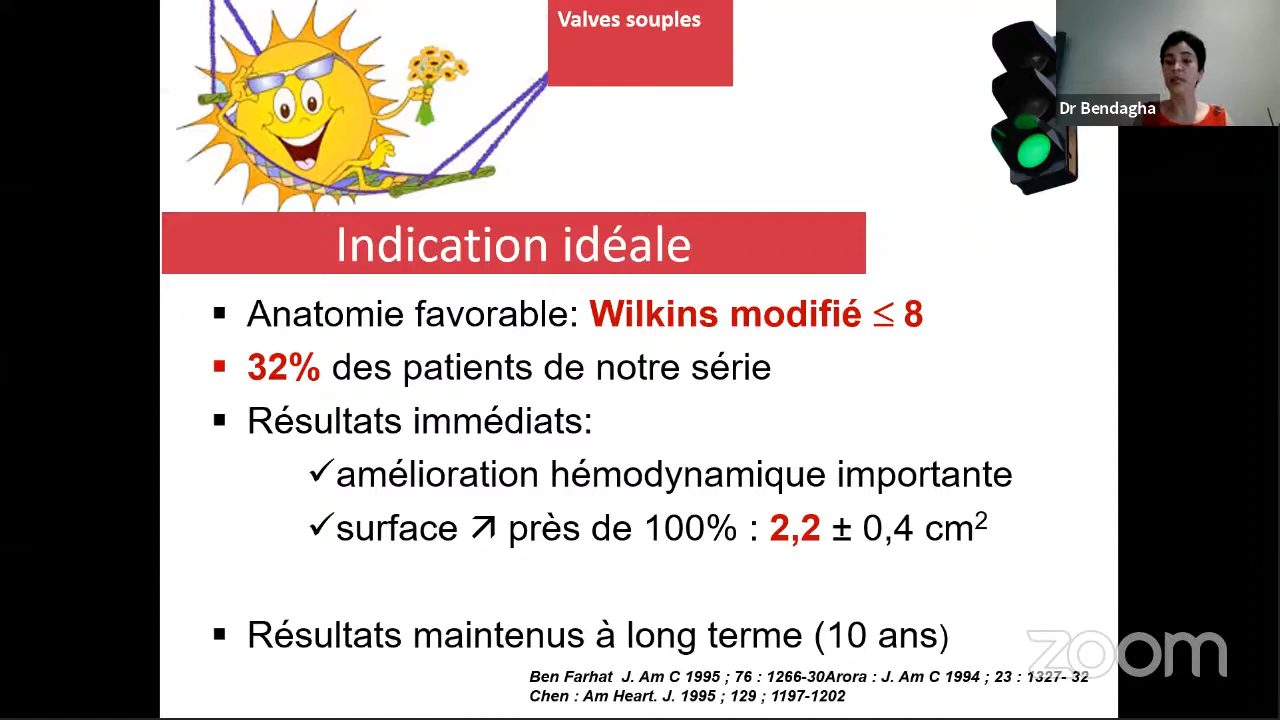 Valves souples
Dr Bendagha
Indication idéale
▪ Anatomie favorable: Wilkins modifié ≤ 8
▪ 32% des patients de notre série
▪ Résultats immédiats:
✓amélioration hémodynamique importante
✓surface ↗ près de 100% : 2,2 ± 0,4 cm²
▪ Résultats maintenus à long terme (10 ans)
zoom
Ben Farhat J. Am C 1995 ; 76 : 1266-30Arora : J. Am C 1994 ; 23 : 1327- 32
Chen : Am Heart. J. 1995 ; 129 ; 1197-1202